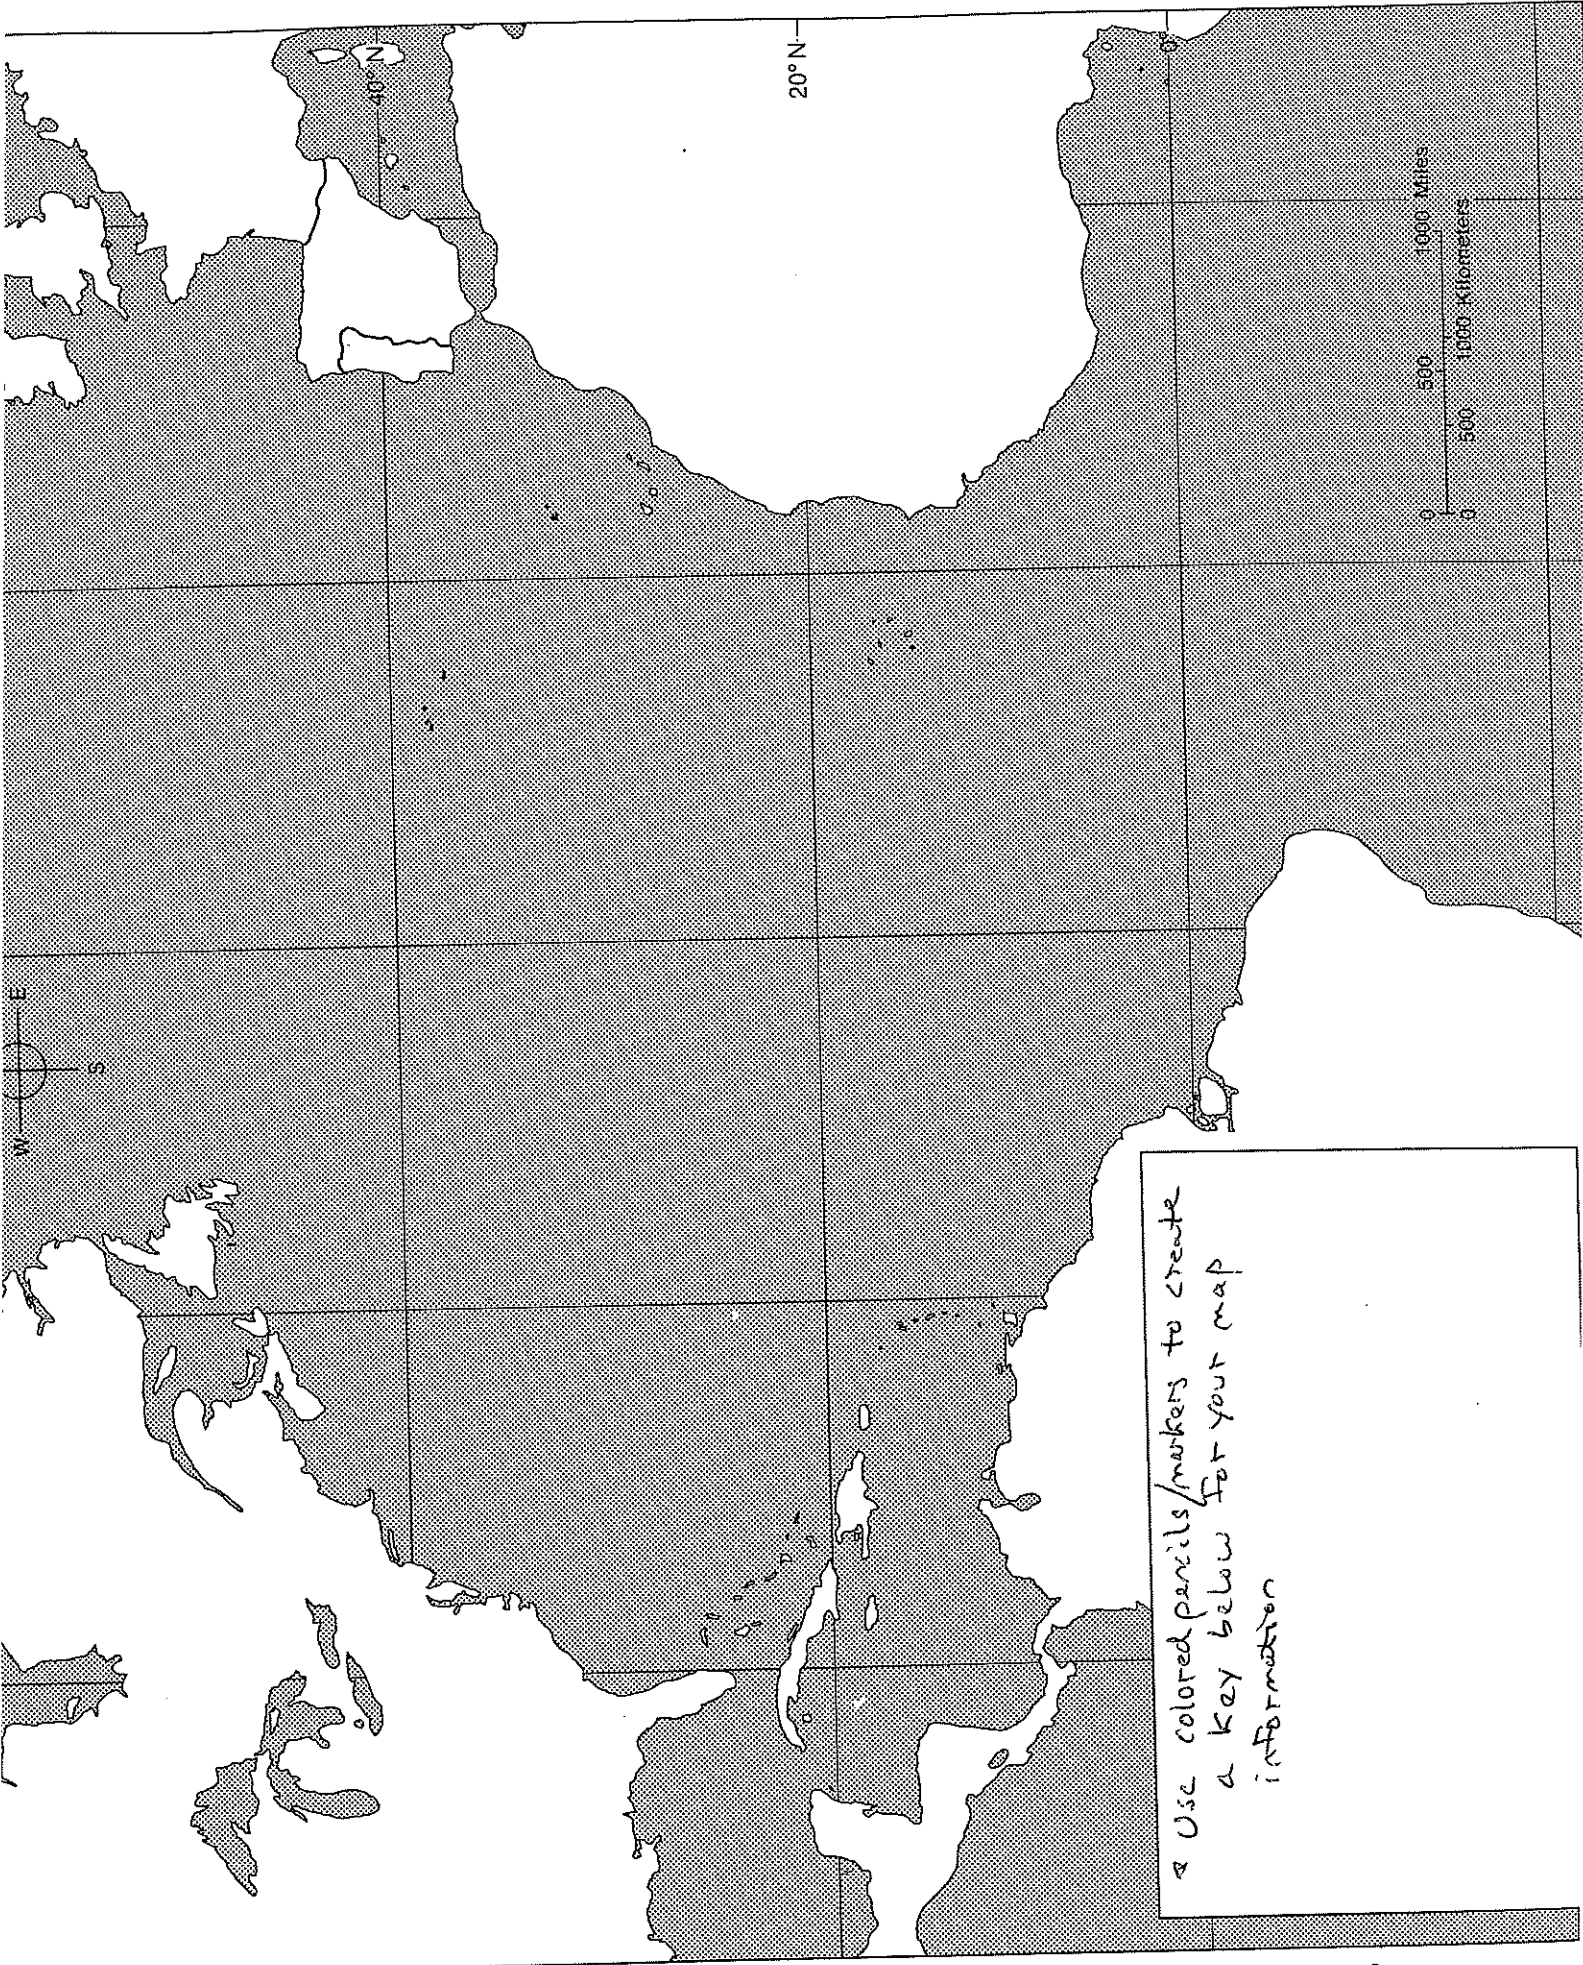 W E
S
40° N
20° N
0°
0 500 1000 Miles
0 500 1000 Kilometers
* Use colored pencils/markers to create
a key below for your map
information